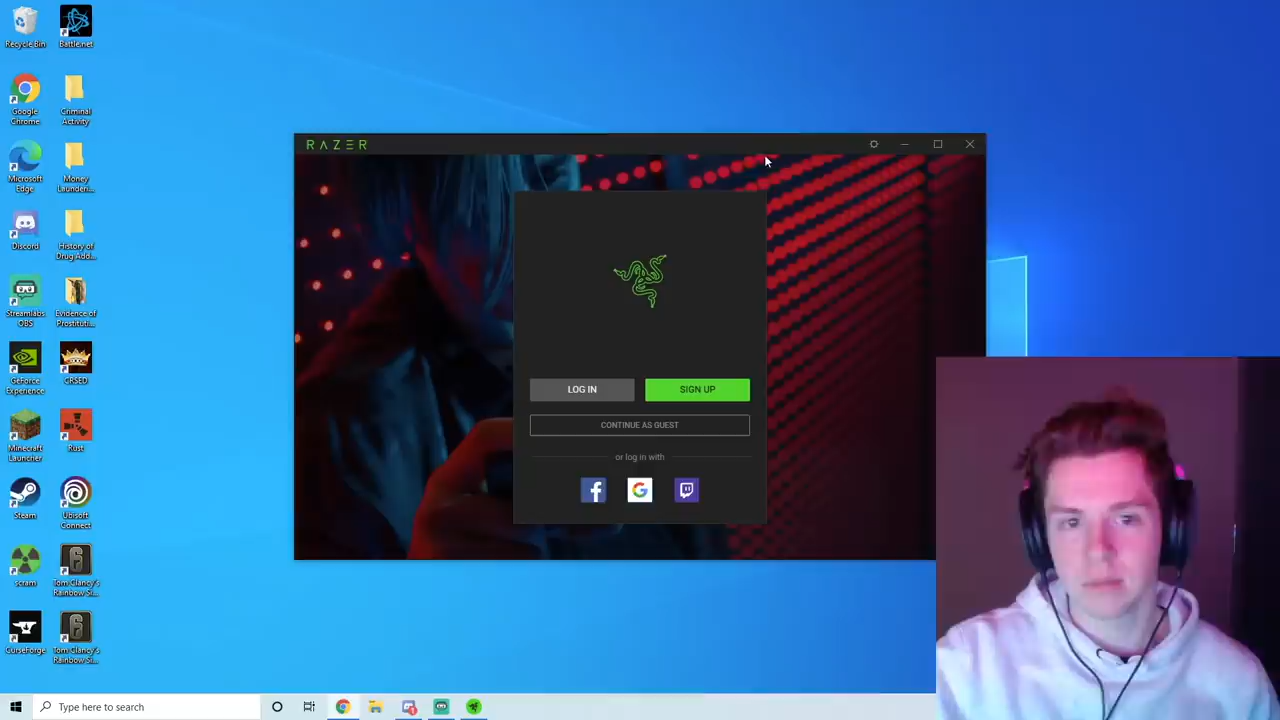 Recycle Bin
Battle.net
Google
Chrome
Criminal
Activity
Microsoft
Edge
Money
Launderi...
Discord
History of
Drug Add...
Streamlabs
OBS
Evidence of
Prostituti...
GeForce
Experience
CRSED
Minecraft
Launcher
Rust
Steam
Ubisoft
Connect
scram
Tom Clancy's
Rainbow Si...
CurseForge
Tom Clancy's
Rainbow Si...
RAZER
LOG IN
SIGN UP
CONTINUE AS GUEST
or log in with
Type here to search